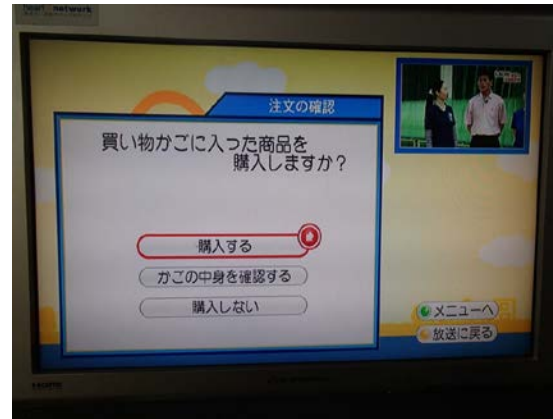 heart network
注文の確認
買い物かごに入った商品を
購入しますか?
購入する
かごの中身を確認する
購入しない
メニューへ
放送に戻る